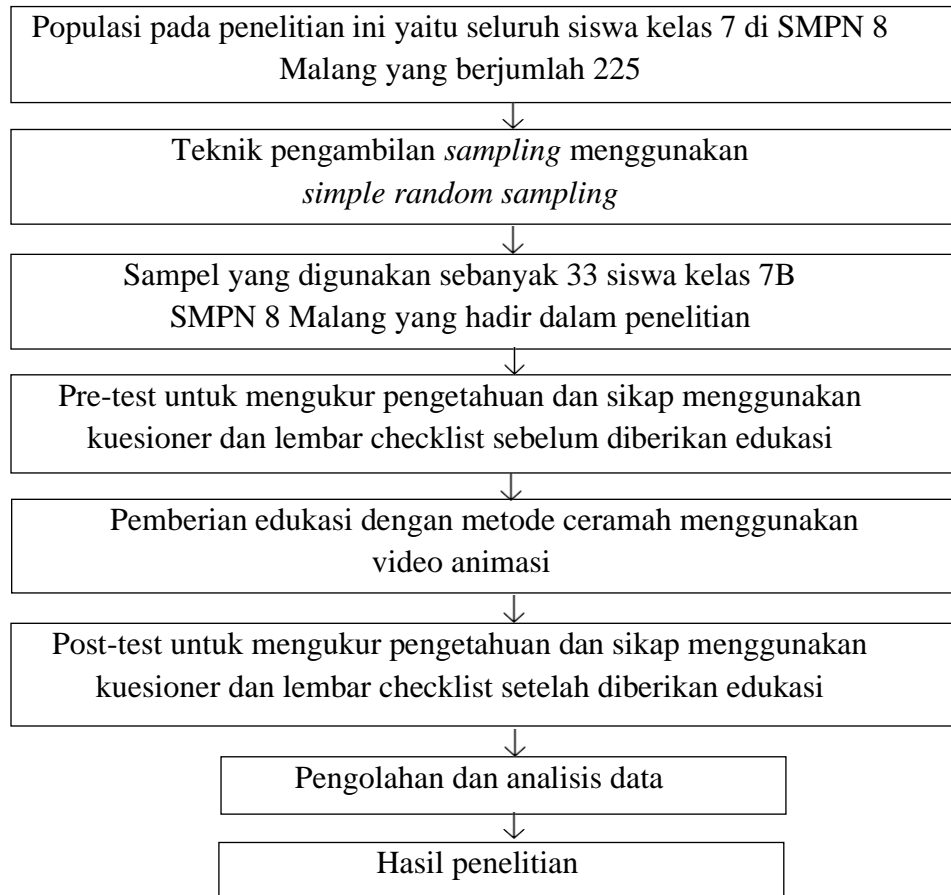 Populasi pada penelitian ini yaitu seluruh siswa kelas 7 di SMPN 8
Malang yang berjumlah 225
Teknik pengambilan sampling menggunakan
simple random sampling
Sampel yang digunakan sebanyak 33 siswa kelas 7B
SMPN 8 Malang yang hadir dalam penelitian
Pre-test untuk mengukur pengetahuan dan sikap menggunakan
kuesioner dan lembar checklist sebelum diberikan edukasi
Pemberian edukasi dengan metode ceramah menggunakan
video animasi
Post-test untuk mengukur pengetahuan dan sikap menggunakan
kuesioner dan lembar checklist setelah diberikan edukasi
Pengolahan dan analisis data
Hasil penelitian